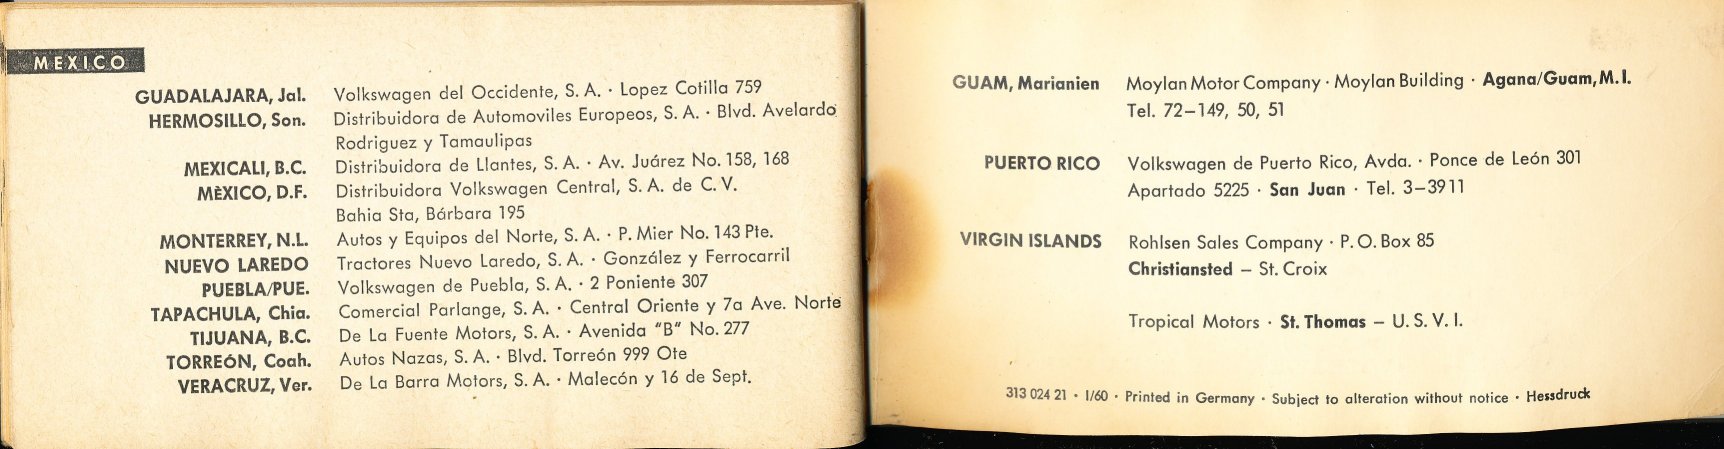 MEXICO
GUADALAJARA, Jal. Volkswagen del Occidente, S. A. · Lopez Cotilla 759
HERMOSILLO, Son. Distribuidora de Automoviles Europeos, S. A. · Blvd. Avelardo
Rodriguez y Tamaulipas
MEXICALI, B.C. Distribuidora de Llantes, S. A. · Av. Juárez No. 158, 168
MÈXICO, D.F. Distribuidora Volkswagen Central, S. A. de C. V.
Bahia Sta, Bárbara 195
MONTERREY, N.L. Autos y Equipos del Norte, S. A. · P. Mier No. 143 Pte.
NUEVO LAREDO Tractores Nuevo Laredo, S. A. · González y Ferrocarril
PUEBLA/PUE. Volkswagen de Puebla, S. A. · 2 Poniente 307
TAPACHULA, Chia. Comercial Parlange, S. A. · Central Oriente y 7a Ave. Norte
TIJUANA, B.C. De La Fuente Motors, S. A. · Avenida "B" No. 277
TORREÓN, Coah. Autos Nazas, S. A. · Blvd. Torreón 999 Ote
VERACRUZ, Ver. De La Barra Motors, S. A. · Malecón y 16 de Sept.
GUAM, Marianien Moylan Motor Company · Moylan Building · Agana/Guam, M. I.
Tel. 72–149, 50, 51
PUERTO RICO Volkswagen de Puerto Rico, Avda. · Ponce de León 301
Apartado 5225 · San Juan · Tel. 3–3911
VIRGIN ISLANDS Rohlsen Sales Company · P. O. Box 85
Christiansted – St. Croix
Tropical Motors · St. Thomas – U. S. V. I.
313 024 21 · 1/60 · Printed in Germany · Subject to alteration without notice · Hessdruck